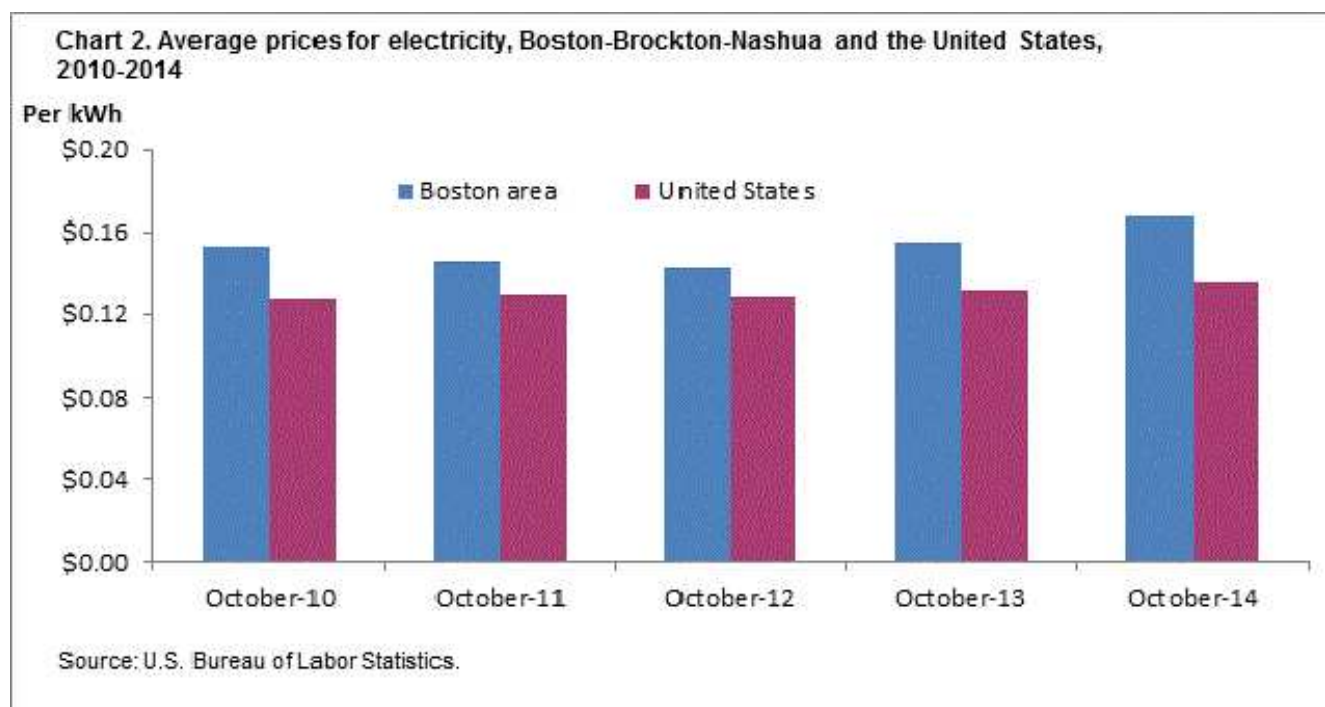 Chart 2. Average prices for electricity, Boston-Brockton-Nashua and the United States,
2010-2014
Per kWh
$0.20
Boston area
United States
$0.16
$0.12
$0.08
$0.04
$0.00
October-10
October-11
October-12
October-13
October-14
Source: U.S. Bureau of Labor Statistics.